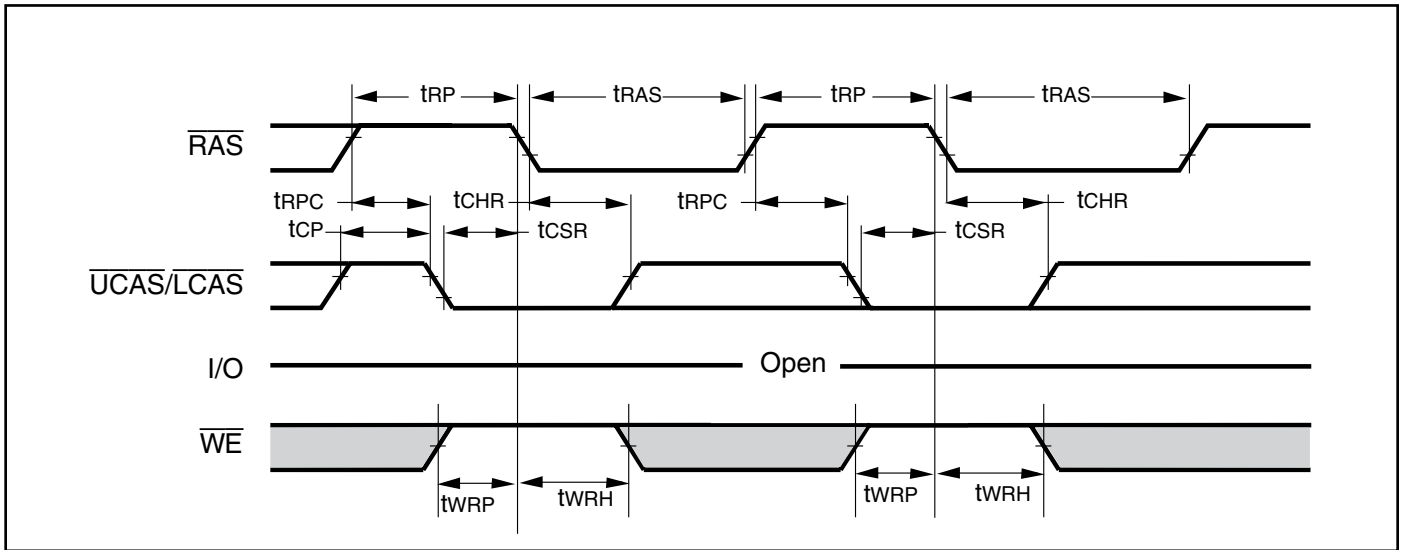 tRP tRAS tRP tRAS
RAS
tRPC tCHR tRPC tCHR
tCP tCSR tCSR
UCAS/LCAS
I/O Open
WE
tWRP tWRH tWRP tWRH